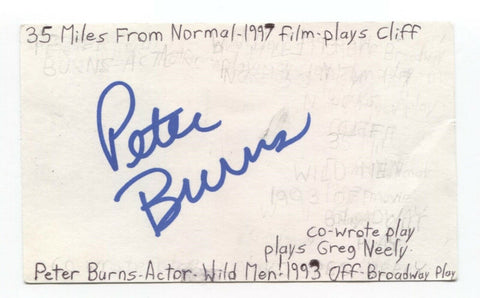 35 Miles From Normal-1997 film-plays Cliff
Peter
Burns
co-wrote play
plays Greg Neely
Peter Burns-Actor-Wild Men-1993 Off-Broadway Play